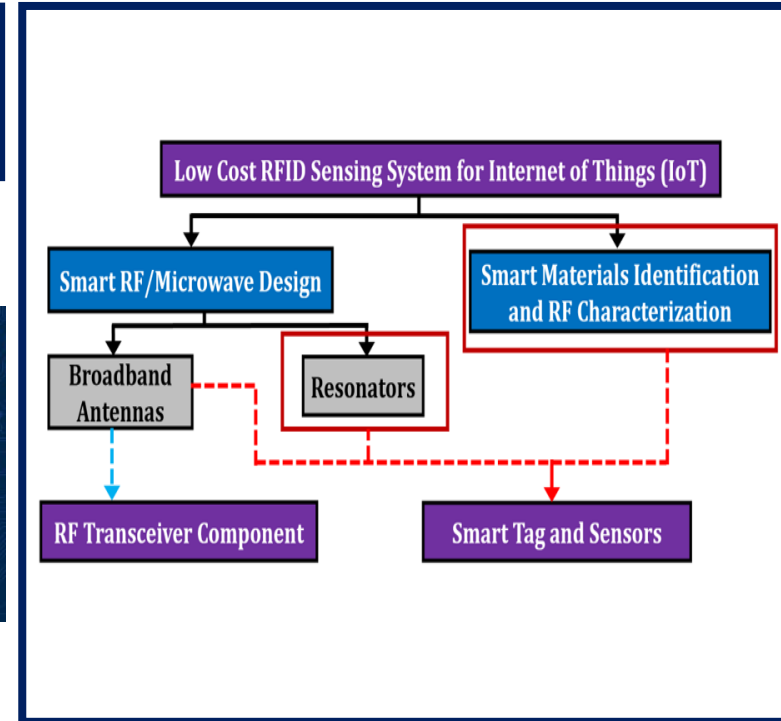 Low Cost RFID Sensing System for Internet of Things (IoT)
Smart RF/Microwave Design
Smart Materials Identification
and RF Characterization
Broadband
Antennas
Resonators
RF Transceiver Component
Smart Tag and Sensors